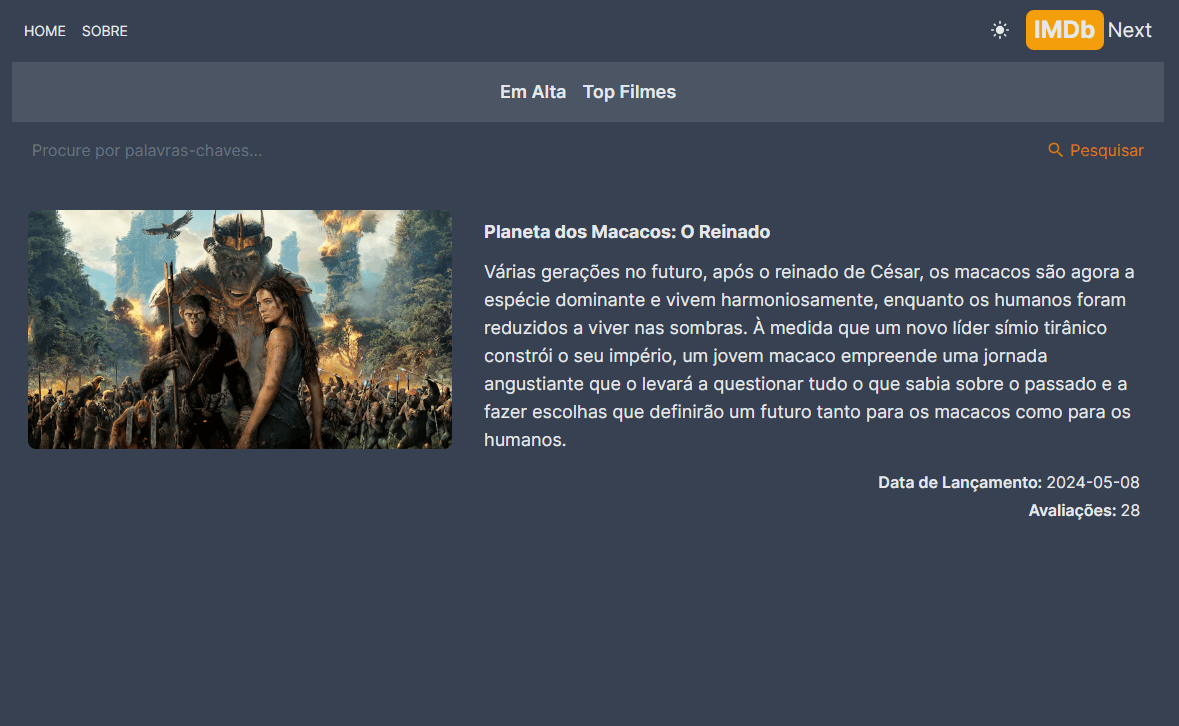 HOME SOBRE IMDb Next
Em Alta Top Filmes
Procure por palavras-chaves... Pesquisar
Planeta dos Macacos: O Reinado
Várias gerações no futuro, após o reinado de César, os macacos são agora a
espécie dominante e vivem harmoniosamente, enquanto os humanos foram
reduzidos a viver nas sombras. À medida que um novo líder símio tirânico
constrói o seu império, um jovem macaco empreende uma jornada
angustiante que o levará a questionar tudo o que sabia sobre o passado e a
fazer escolhas que definirão um futuro tanto para os macacos como para os
humanos.
Data de Lançamento: 2024-05-08
Avaliações: 28